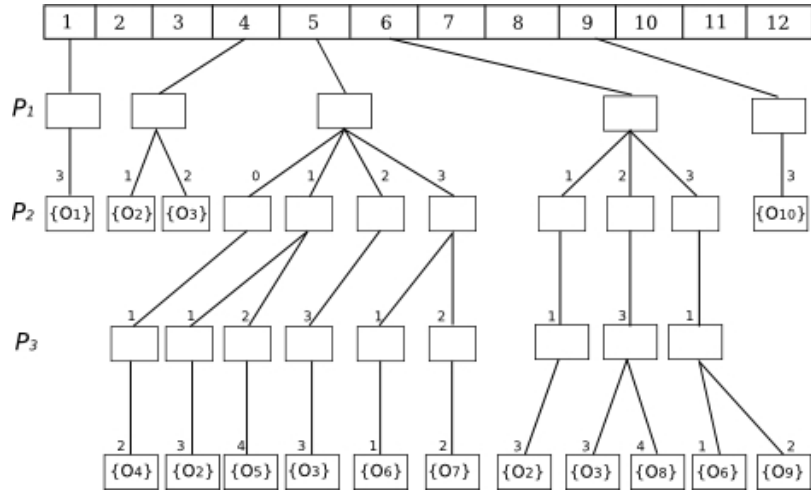 1 2 3 4 5 6 7 8 9 10 11 12
P1
0 1 2 3 1 2 3
3 1 2 3
P2 {O1} {O2} {O3} {O10}
1 1 2 3 1 2 1 3 1
P3
2 3 4 3 1 2 3 3 4 1 2
{O4} {O2} {O5} {O3} {O6} {O7} {O2} {O3} {O8} {O6} {O9}